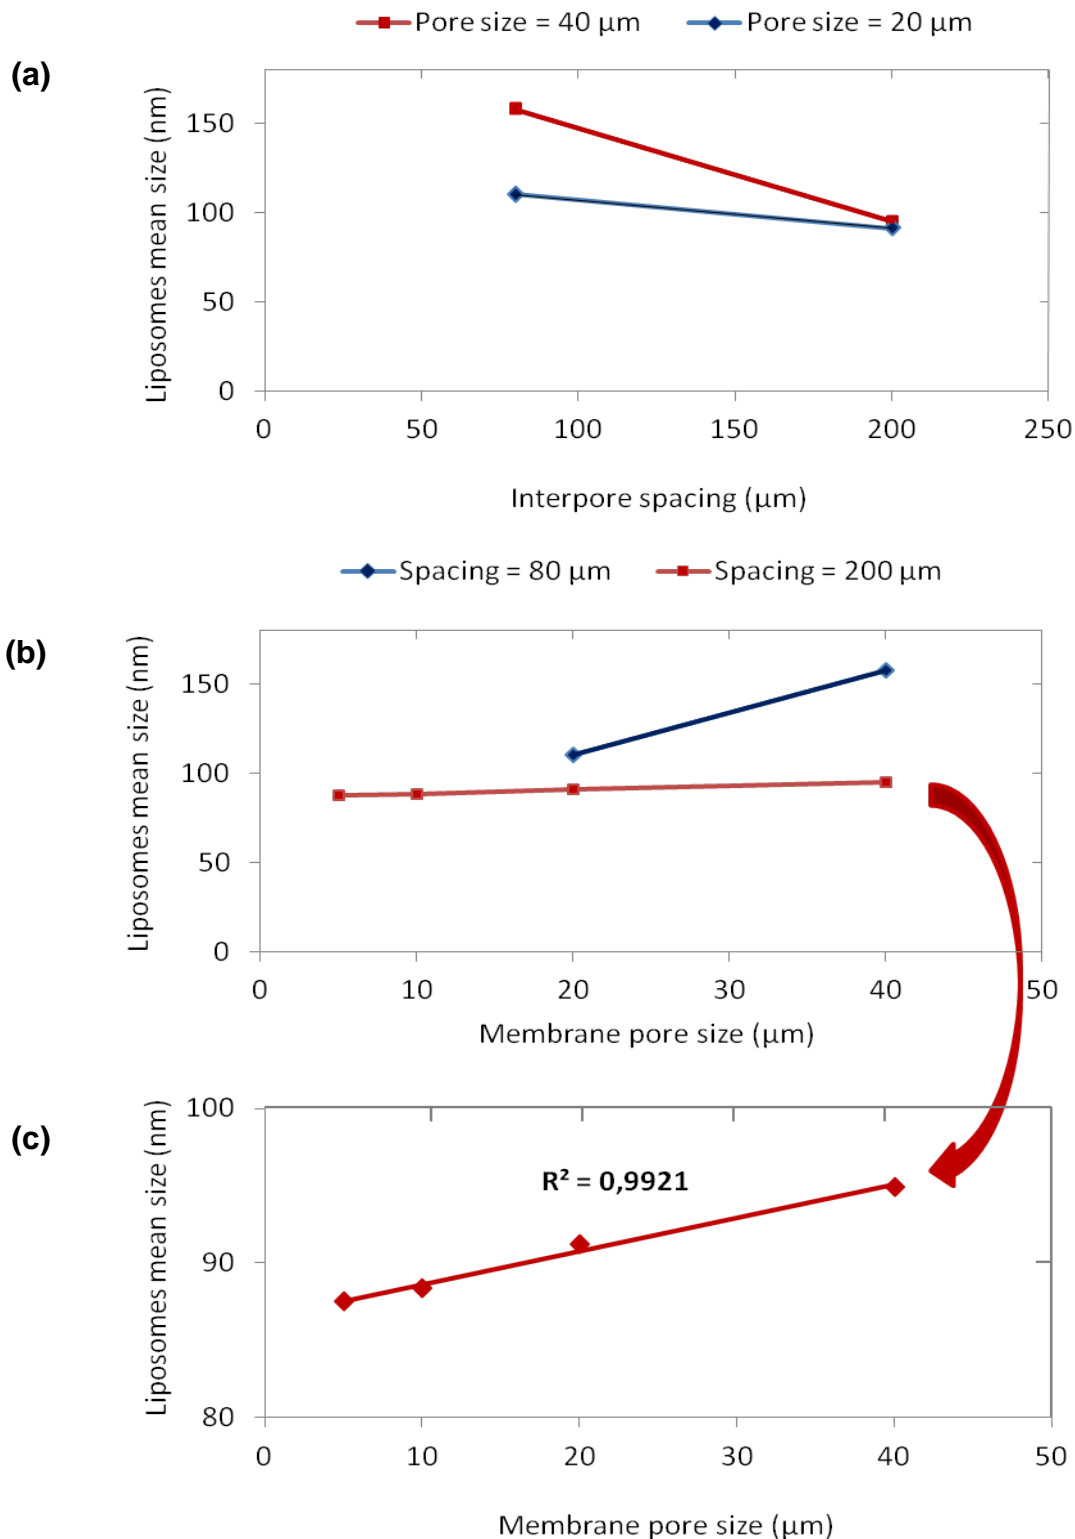 Pore size = 40 µm Pore size = 20 µm
(a)
Liposomes mean size (nm)
150
100
50
0
0 50 100 150 200 250
Interpore spacing (µm)
Spacing = 80 µm Spacing = 200 µm
(b)
Liposomes mean size (nm)
150
100
50
0
0 10 20 30 40 50
Membrane pore size (µm)
(c)
Liposomes mean size (nm)
100
90
80
R² = 0,9921
0 10 20 30 40 50
Membrane pore size (µm)